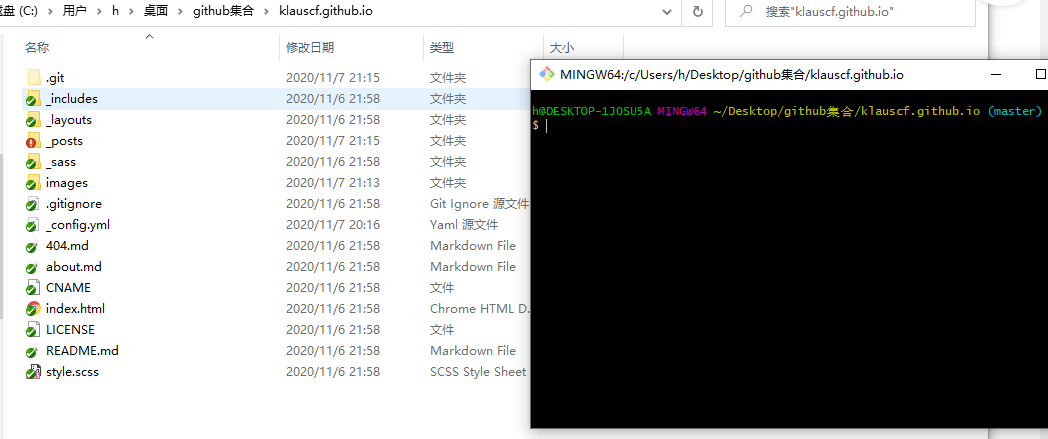 盘 (C:) › 用户 › h › 桌面 › github集合 › klauscf.github.io
搜索"klauscf.github.io"
名称 修改日期 类型 大小
.git 2020/11/7 21:15 文件夹
_includes 2020/11/6 21:58 文件夹
_layouts 2020/11/6 21:58 文件夹
_posts 2020/11/7 21:15 文件夹
_sass 2020/11/6 21:58 文件夹
images 2020/11/7 21:13 文件夹
.gitignore 2020/11/6 21:58 Git Ignore 源文件
_config.yml 2020/11/7 20:16 Yaml 源文件
404.md 2020/11/6 21:58 Markdown File
about.md 2020/11/6 21:58 Markdown File
CNAME 2020/11/6 21:58 文件
index.html 2020/11/6 21:58 Chrome HTML D...
LICENSE 2020/11/6 21:58 文件
README.md 2020/11/6 21:58 Markdown File
style.scss 2020/11/6 21:58 SCSS Style Sheet
MINGW64:/c/Users/h/Desktop/github集合/klauscf.github.io
h@DESKTOP-1JOSU5A MINGW64 ~/Desktop/github集合/klauscf.github.io (master)
$